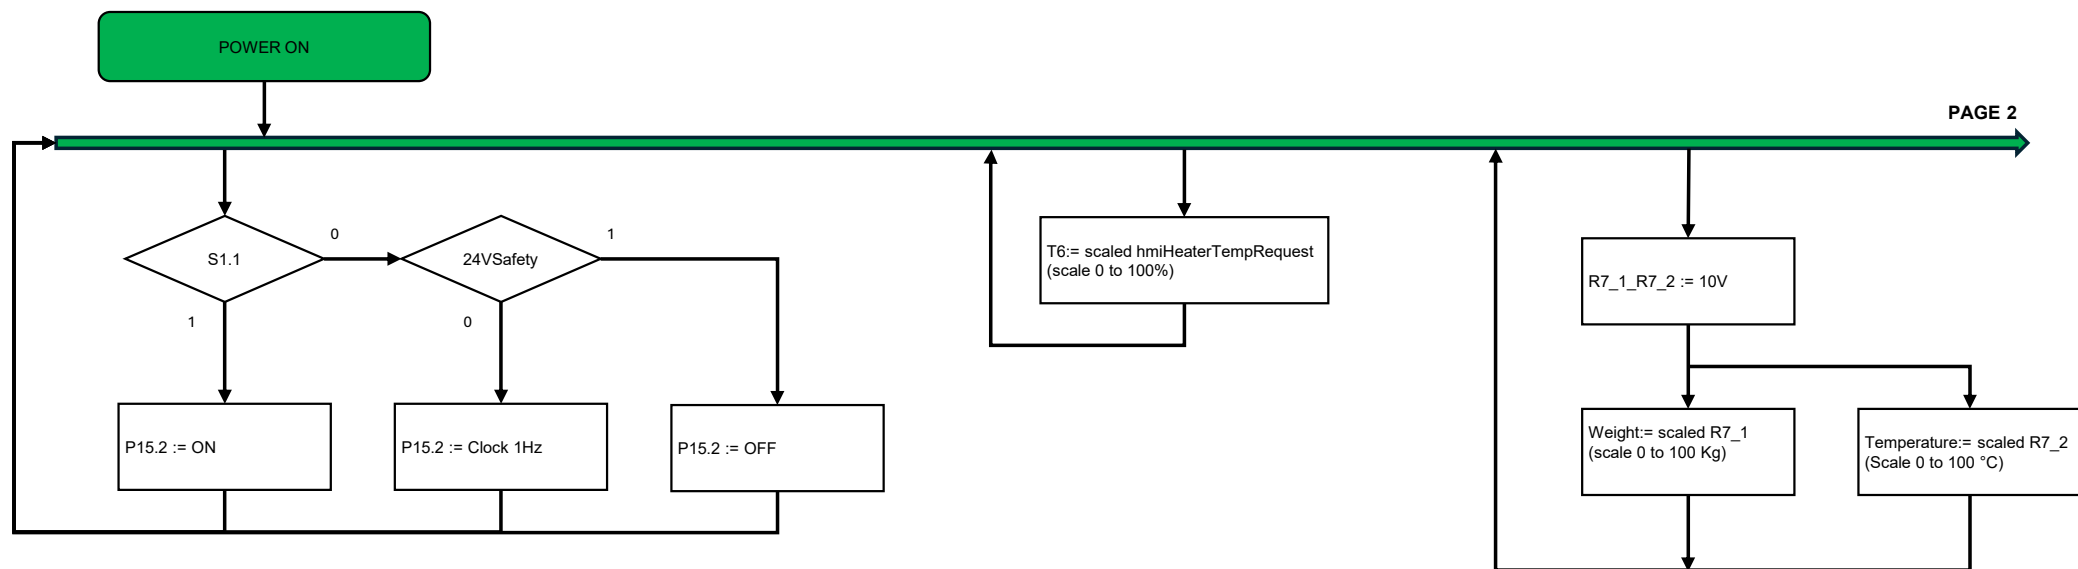 POWER ON
PAGE 2
S1.1
0
24VSafety
1
1
0
T6:= scaled hmiHeaterTempRequest
(scale 0 to 100%)
R7_1_R7_2 := 10V
P15.2 := ON
P15.2 := Clock 1Hz
P15.2 := OFF
Weight:= scaled R7_1
(scale 0 to 100 Kg)
Temperature:= scaled R7_2
(Scale 0 to 100 °C)